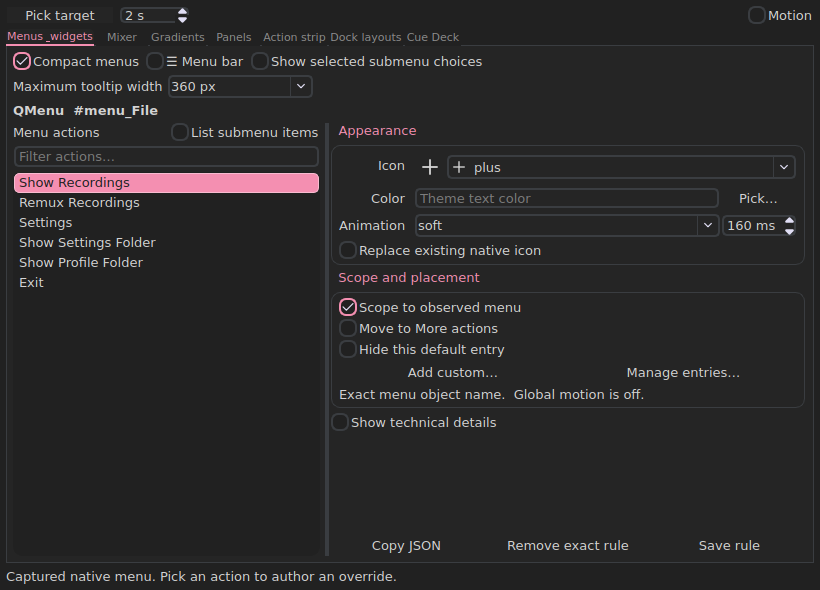 Pick target 2 s Motion
Menus _widgets Mixer Gradients Panels Action strip Dock layouts Cue Deck
Compact menus ☰ Menu bar Show selected submenu choices
Maximum tooltip width 360 px
QMenu #menu_File
Menu actions List submenu items
Filter actions...
Show Recordings
Remux Recordings
Settings
Show Settings Folder
Show Profile Folder
Exit
Appearance
Icon + + plus
Color Theme text color Pick...
Animation soft 160 ms
Replace existing native icon
Scope and placement
Scope to observed menu
Move to More actions
Hide this default entry
Add custom... Manage entries...
Exact menu object name. Global motion is off.
Show technical details
Copy JSON Remove exact rule Save rule
Captured native menu. Pick an action to author an override.